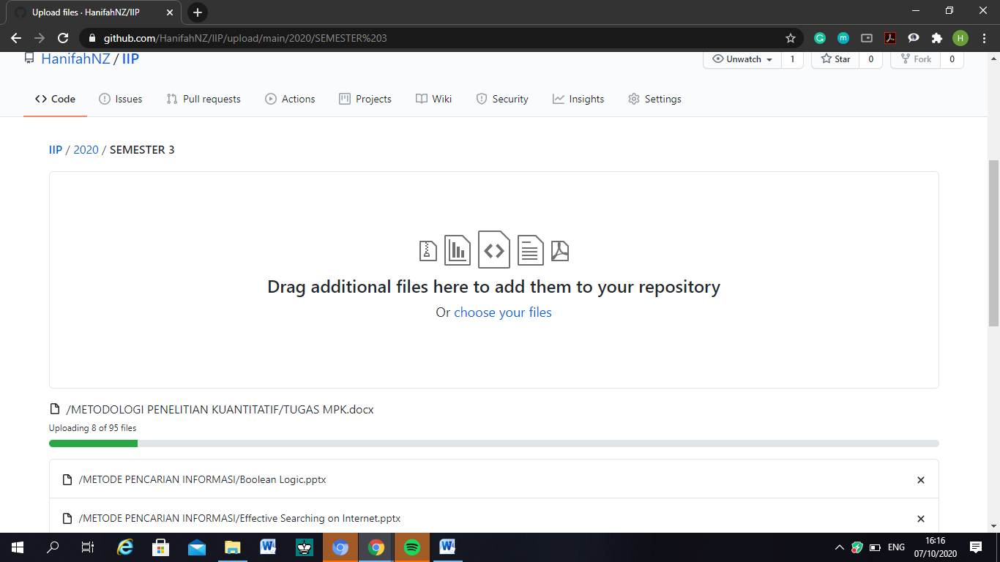 Upload files · HanifahNZ/IIP
github.com/HanifahNZ/IIP/upload/main/2020/SEMESTER%203
HanifahNZ / IIP
Unwatch 1 Star 0 Fork 0
Code Issues Pull requests Actions Projects Wiki Security Insights Settings
IIP / 2020 / SEMESTER 3
Drag additional files here to add them to your repository
Or choose your files
/METODOLOGI PENELITIAN KUANTITATIF/TUGAS MPK.docx
Uploading 8 of 95 files
/METODE PENCARIAN INFORMASI/Boolean Logic.pptx
/METODE PENCARIAN INFORMASI/Effective Searching on Internet.pptx
ENG
16:16
07/10/2020